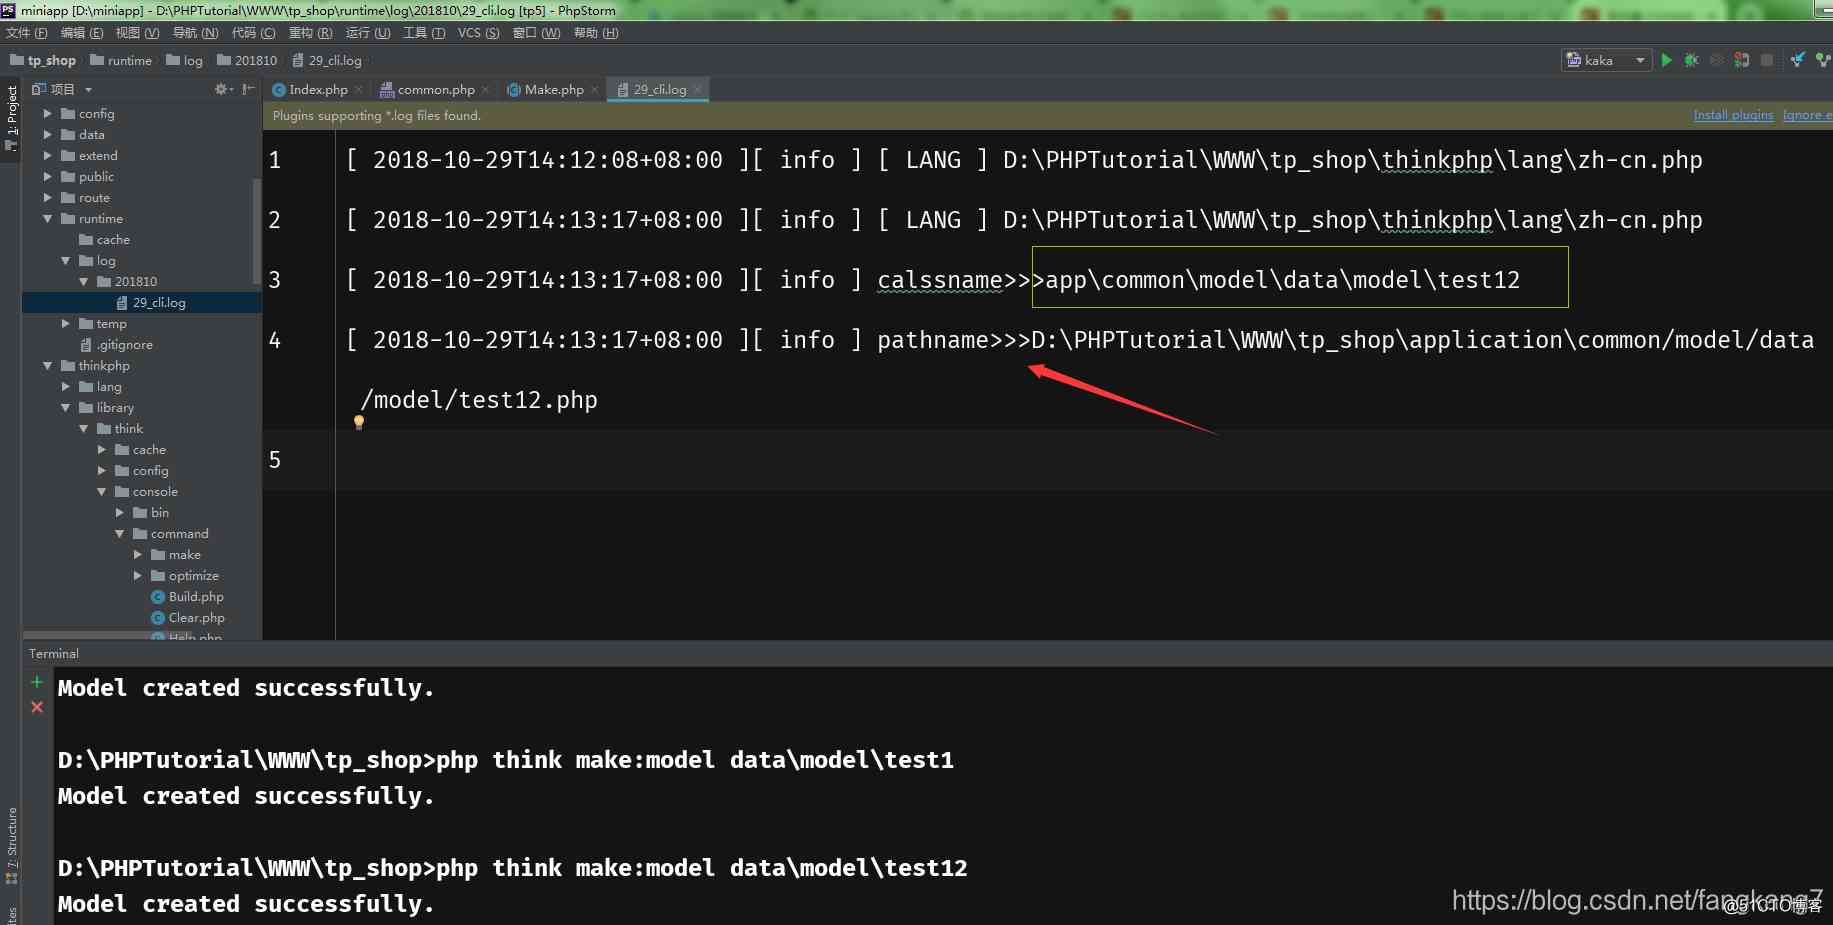 miniapp [D:\miniapp] - D:\PHPTutorial\WWW\tp_shop\runtime\log\201810\29_cli.log [tp5] - PhpStorm
文件 (F) 编辑 (E) 视图 (V) 导航 (N) 代码 (C) 重构 (R) 运行 (U) 工具 (T) VCS (S) 窗口 (W) 帮助 (H)
tp_shop runtime log 201810 29_cli.log kaka
项目 Index.php common.php Make.php 29_cli.log
Plugins supporting *.log files found. Install plugins Ignore e
1: Project
config
data
extend
public
route
runtime
cache
log
201810
29_cli.log
temp
.gitignore
thinkphp
lang
library
think
cache
config
console
bin
command
make
optimize
Build.php
Clear.php
Help.php
1 [ 2018-10-29T14:12:08+08:00 ][ info ] [ LANG ] D:\PHPTutorial\WWW\tp_shop\thinkphp\lang\zh-cn.php
2 [ 2018-10-29T14:13:17+08:00 ][ info ] [ LANG ] D:\PHPTutorial\WWW\tp_shop\thinkphp\lang\zh-cn.php
3 [ 2018-10-29T14:13:17+08:00 ][ info ] calssname>>>app\common\model\data\model\test12
4 [ 2018-10-29T14:13:17+08:00 ][ info ] pathname>>>D:\PHPTutorial\WWW\tp_shop\application\common/model/data
/model/test12.php
5
Terminal
Model created successfully.
D:\PHPTutorial\WWW\tp_shop>php think make:model data\model\test1
Model created successfully.
D:\PHPTutorial\WWW\tp_shop>php think make:model data\model\test12
Model created successfully.
7: Structure
https://blog.csdn.net/fangkang7
@51CTO博客